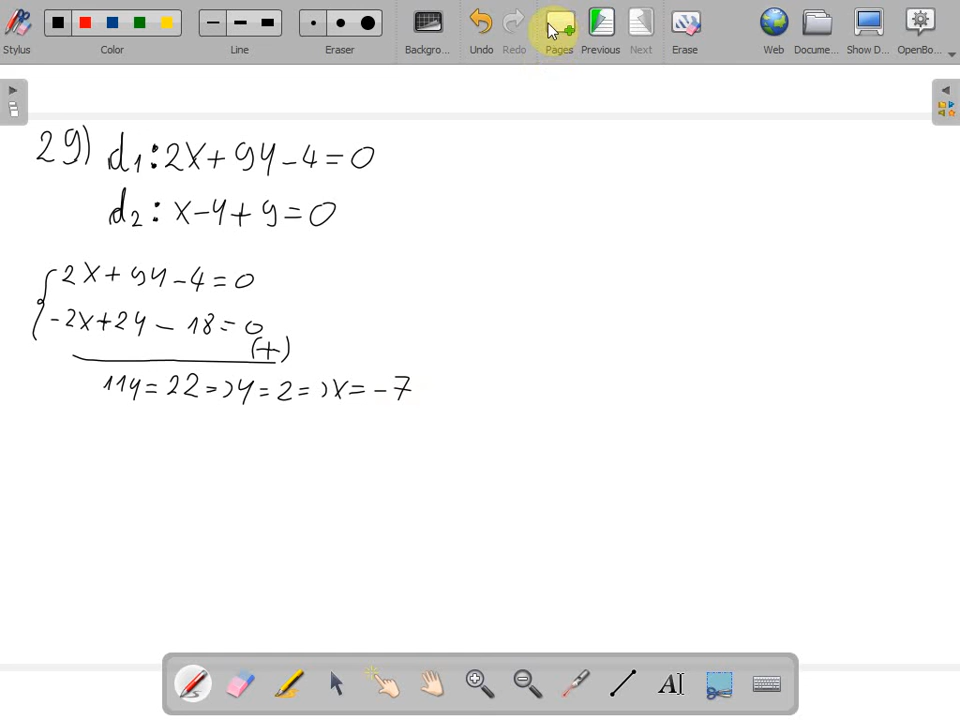 Stylus Color Line Eraser Backgro... Undo Redo Pages Previous Next Erase Web Docume... Show D... OpenBo...
29) d1: 2x+9y-4=0
d2: x-y+9=0
2x+9y-4=0
-2x+2y-18=0
(+)
11y=22=>y=2=>x=-7
A